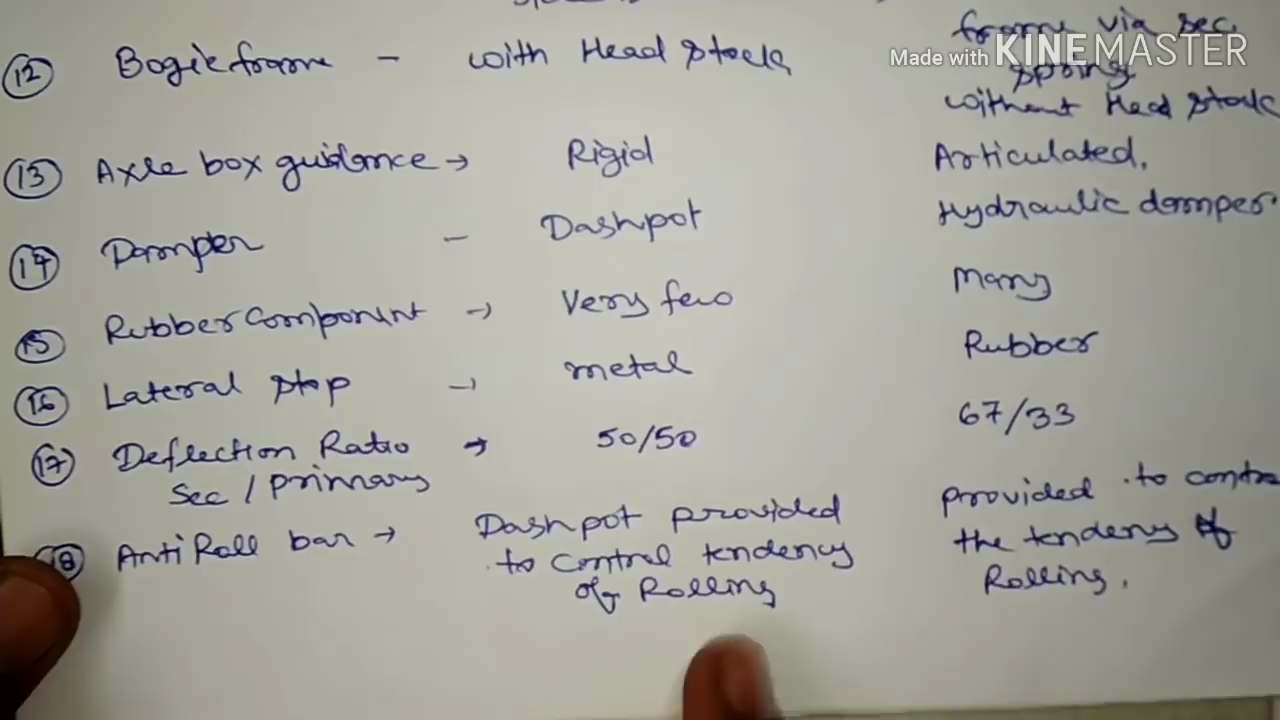 frame via sec.
Made with KINEMASTER
spring
(12) Bogie frame - with Head stock without Head stock
(13) Axle box guidance → Rigid Articulated.
(14) Damper - Dashpot Hydraulic damper.
(15) Rubber Component → Very few Many
(16) Lateral stop → metal Rubber
(17) Deflection Ratio → 50/50 67/33
Sec / primary
(18) Anti Roll bar → Dashpot provided provided to contro
to control tendency the tendeny of
of Rolling Rolling.